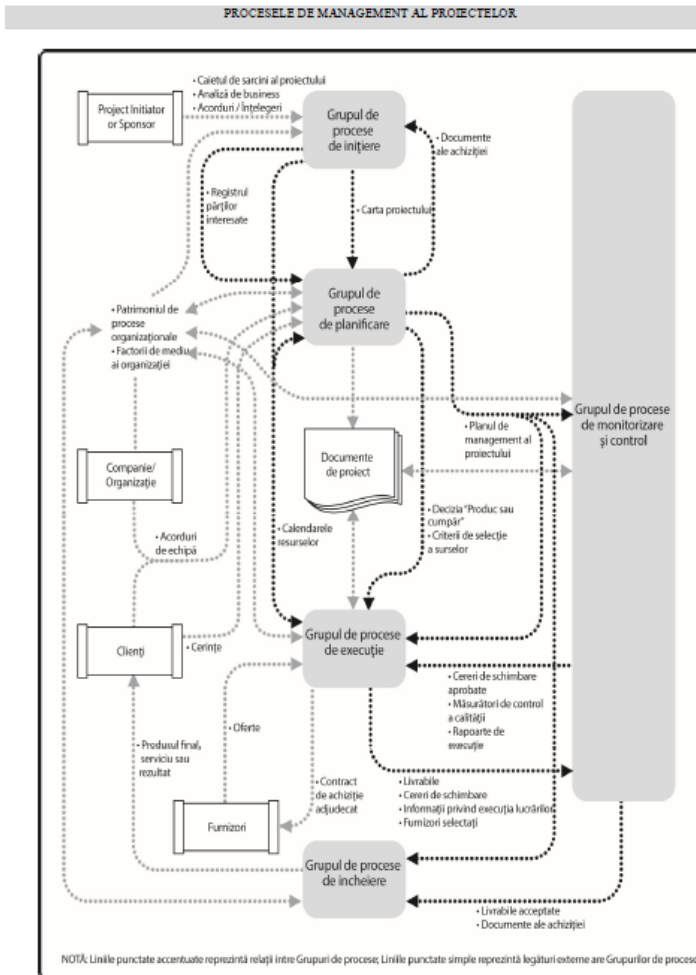 PROCESELE DE MANAGEMENT AL PROIECTELOR
• Caietul de sarcini al proiectului
• Analiză de business
• Acorduri / Înțelegeri
Project Initiator
or Sponsor
Grupul de
procese
de inițiere
• Documente
ale achiziției
• Registrul
părților
interesate
• Carta proiectului
Grupul de
procese
de planificare
• Patrimoniul de
procese
organizaționale
• Factorii de mediu
ai organizației
Grupul de procese
de monitorizare
și control
• Planul de
management al
proiectului
Documente
de proiect
Companie/
Organizație
• Decizia "Produc sau
cumpăr"
• Criterii de selecție
a surselor
• Calendarele
resurselor
• Acorduri
de echipă
Grupul de procese
de execuție
Clienți
• Cerințe
• Cereri de schimbare
aprobate
• Măsurători de control
a calității
• Rapoarte de
execuție
• Oferte
• Produsul final,
serviciu sau
rezultat
• Contract
de achiziție
adjudecat
• Livrabile
• Cereri de schimbare
• Informații privind execuția lucrărilor
• Furnizori selectați
Furnizori
Grupul de procese
de incheiere
• Livrabile acceptate
• Documente ale achiziției
NOTĂ: Liniile punctate accentuate reprezintă relații intre Grupuri de procese; Liniile punctate simple reprezintă legături externe are Grupurilor de procese